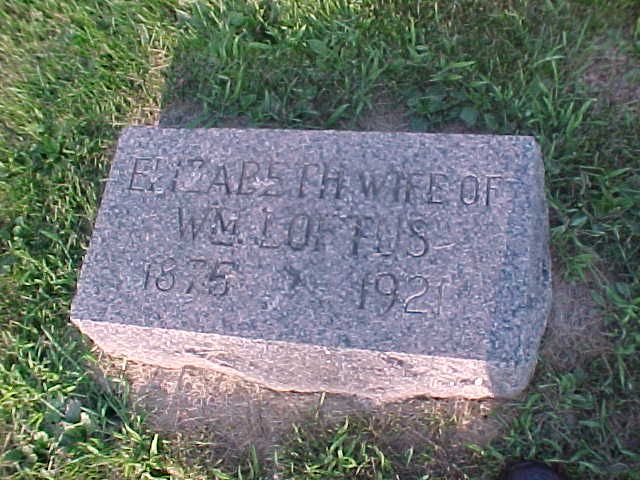 ELIZABETH WIFE OF
WM. LOFTUS
1875 1921